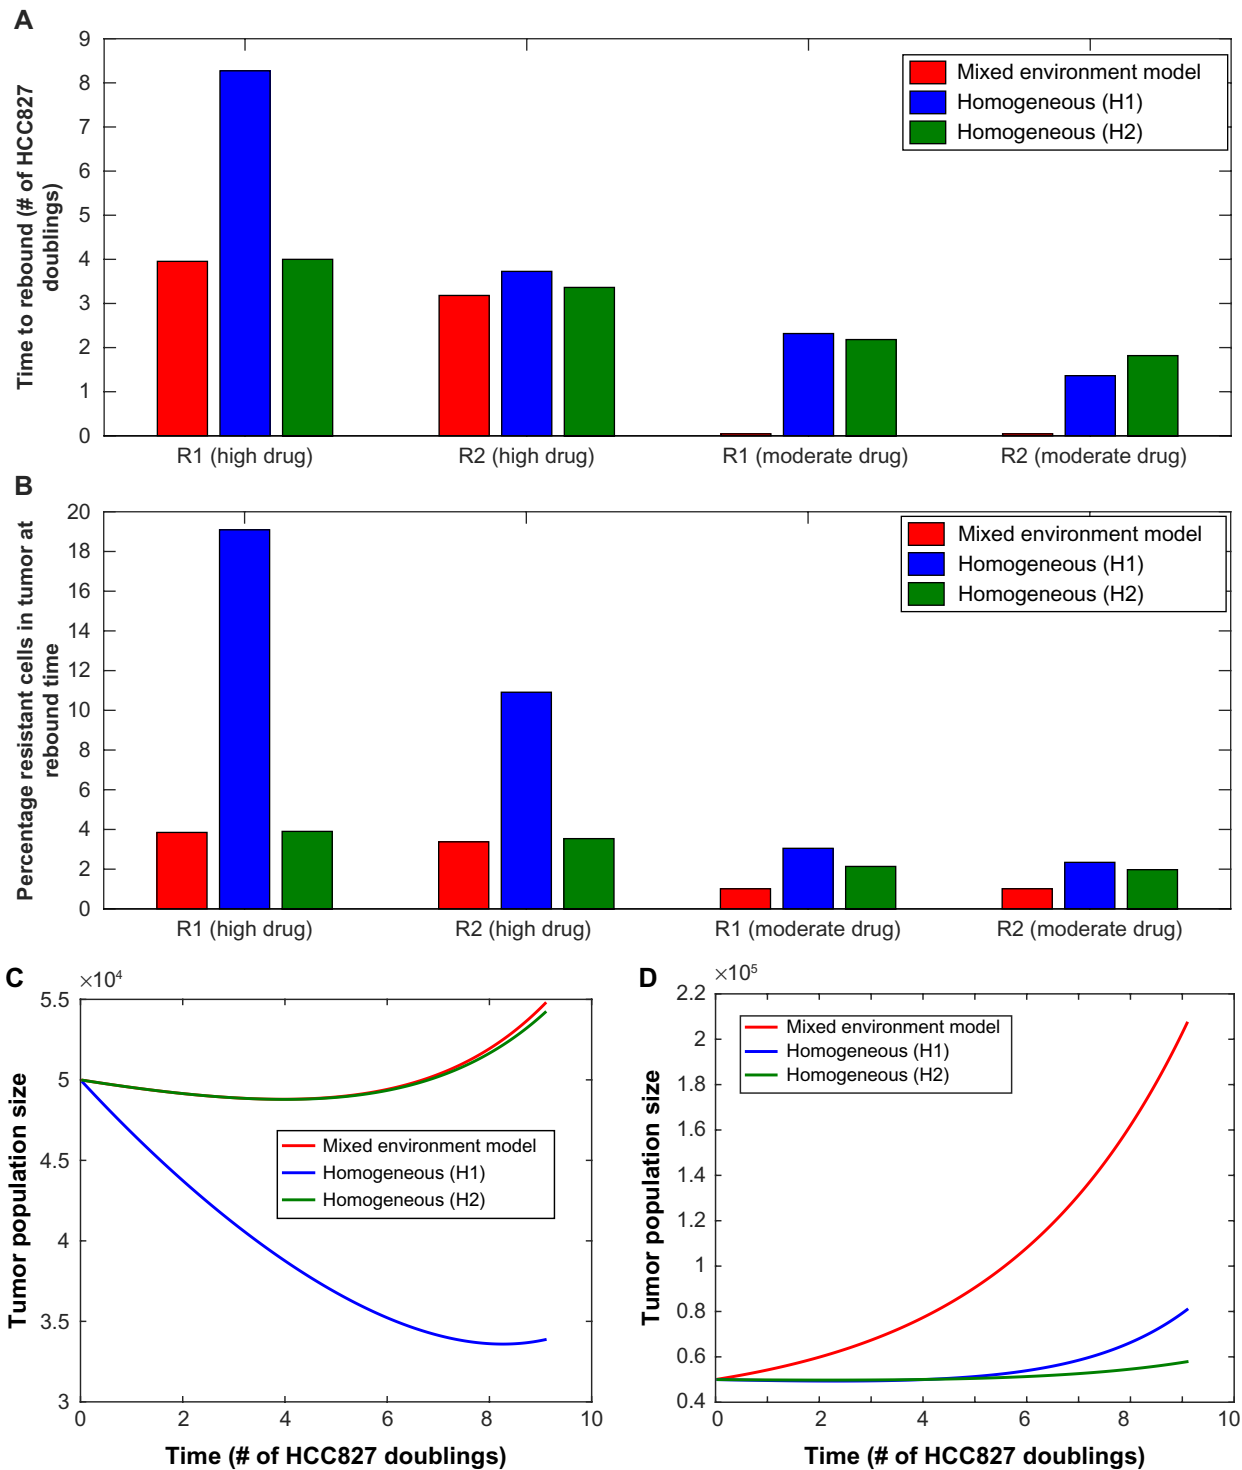 A
Time to rebound (# of HCC827
doublings)
9
8
7
6
5
4
3
2
1
0
Mixed environment model
Homogeneous (H1)
Homogeneous (H2)
R1 (high drug)
R2 (high drug)
R1 (moderate drug)
R2 (moderate drug)
B
Percentage resistant cells in tumor at
rebound time
20
18
16
14
12
10
8
6
4
2
0
Mixed environment model
Homogeneous (H1)
Homogeneous (H2)
R1 (high drug)
R2 (high drug)
R1 (moderate drug)
R2 (moderate drug)
C
×10⁴
Tumor population size
5.5
5
4.5
4
3.5
3
Mixed environment model
Homogeneous (H1)
Homogeneous (H2)
0 2 4 6 8 10
Time (# of HCC827 doublings)
D
×10⁵
Tumor population size
2.2
2
1.8
1.6
1.4
1.2
1
0.8
0.6
0.4
Mixed environment model
Homogeneous (H1)
Homogeneous (H2)
0 2 4 6 8 10
Time (# of HCC827 doublings)